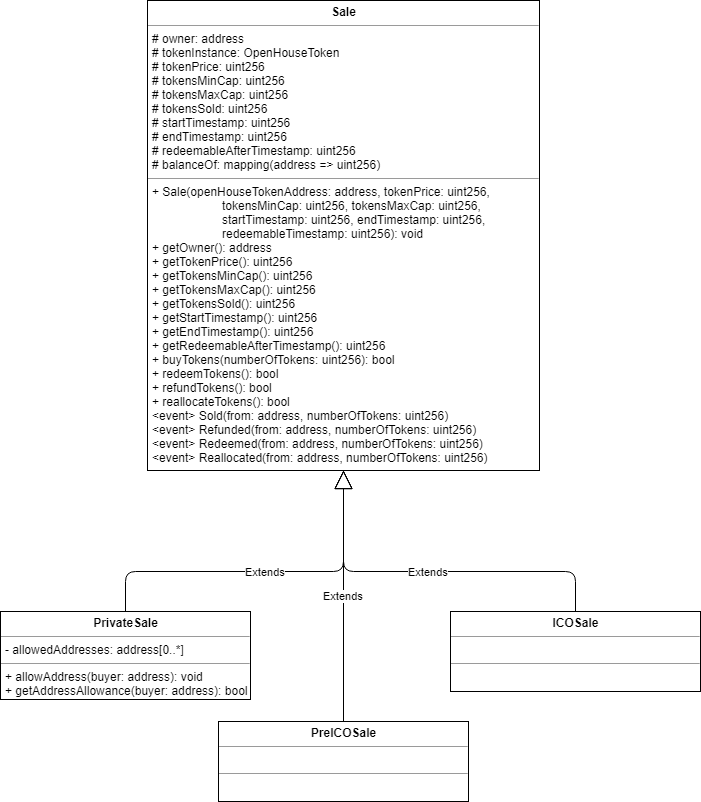 Sale
# owner: address
# tokenInstance: OpenHouseToken
# tokenPrice: uint256
# tokensMinCap: uint256
# tokensMaxCap: uint256
# tokensSold: uint256
# startTimestamp: uint256
# endTimestamp: uint256
# redeemableAfterTimestamp: uint256
# balanceOf: mapping(address => uint256)
+ Sale(openHouseTokenAddress: address, tokenPrice: uint256,
tokensMinCap: uint256, tokensMaxCap: uint256,
startTimestamp: uint256, endTimestamp: uint256,
redeemableTimestamp: uint256): void
+ getOwner(): address
+ getTokenPrice(): uint256
+ getTokensMinCap(): uint256
+ getTokensMaxCap(): uint256
+ getTokensSold(): uint256
+ getStartTimestamp(): uint256
+ getEndTimestamp(): uint256
+ getRedeemableAfterTimestamp(): uint256
+ buyTokens(numberOfTokens: uint256): bool
+ redeemTokens(): bool
+ refundTokens(): bool
+ reallocateTokens(): bool
<event> Sold(from: address, numberOfTokens: uint256)
<event> Refunded(from: address, numberOfTokens: uint256)
<event> Redeemed(from: address, numberOfTokens: uint256)
<event> Reallocated(from: address, numberOfTokens: uint256)
Extends
Extends
Extends
PrivateSale
- allowedAddresses: address[0..*]
+ allowAddress(buyer: address): void
+ getAddressAllowance(buyer: address): bool
ICOSale
PreICOSale